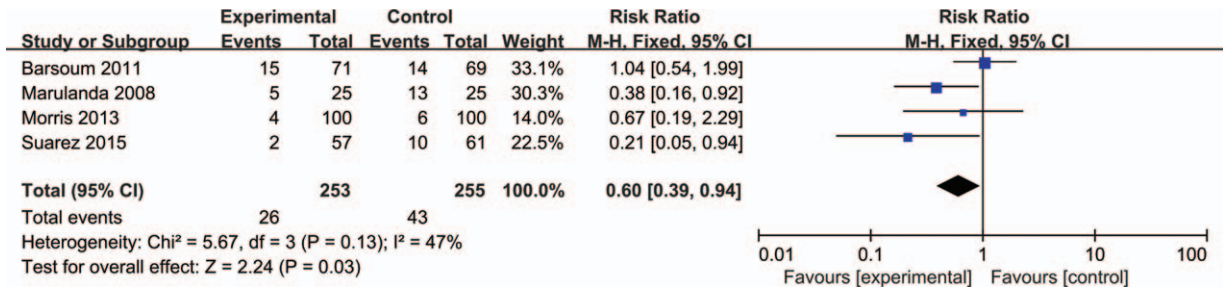 Experimental Control Risk Ratio Risk Ratio
Study or Subgroup Events Total Events Total Weight M-H, Fixed, 95% CI M-H, Fixed, 95% CI
Barsoum 2011 15 71 14 69 33.1% 1.04 [0.54, 1.99]
Marulanda 2008 5 25 13 25 30.3% 0.38 [0.16, 0.92]
Morris 2013 4 100 6 100 14.0% 0.67 [0.19, 2.29]
Suarez 2015 2 57 10 61 22.5% 0.21 [0.05, 0.94]
Total (95% CI) 253 255 100.0% 0.60 [0.39, 0.94]
Total events 26 43
Heterogeneity: Chi² = 5.67, df = 3 (P = 0.13); I² = 47%
Test for overall effect: Z = 2.24 (P = 0.03)
0.01 0.1 1 10 100
Favours [experimental] Favours [control]